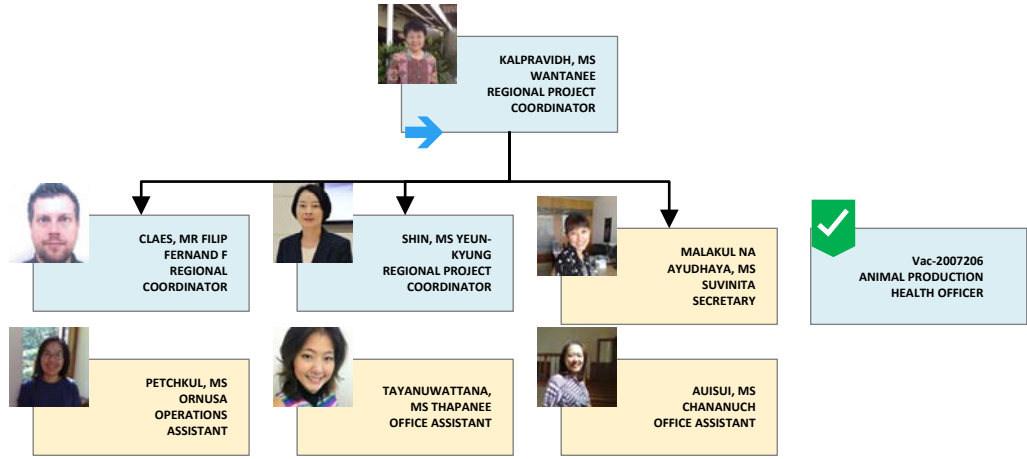 KALPRAVIDH, MS
WANTANEE
REGIONAL PROJECT
COORDINATOR
CLAES, MR FILIP
FERNAND F
REGIONAL
COORDINATOR
SHIN, MS YEUN-
KYUNG
REGIONAL PROJECT
COORDINATOR
MALAKUL NA
AYUDHAYA, MS
SUVINITA
SECRETARY
Vac-2007206
ANIMAL PRODUCTION
HEALTH OFFICER
PETCHKUL, MS
ORNUSA
OPERATIONS
ASSISTANT
TAYANUWATTANA,
MS THAPANEE
OFFICE ASSISTANT
AUISUI, MS
CHANANUCH
OFFICE ASSISTANT